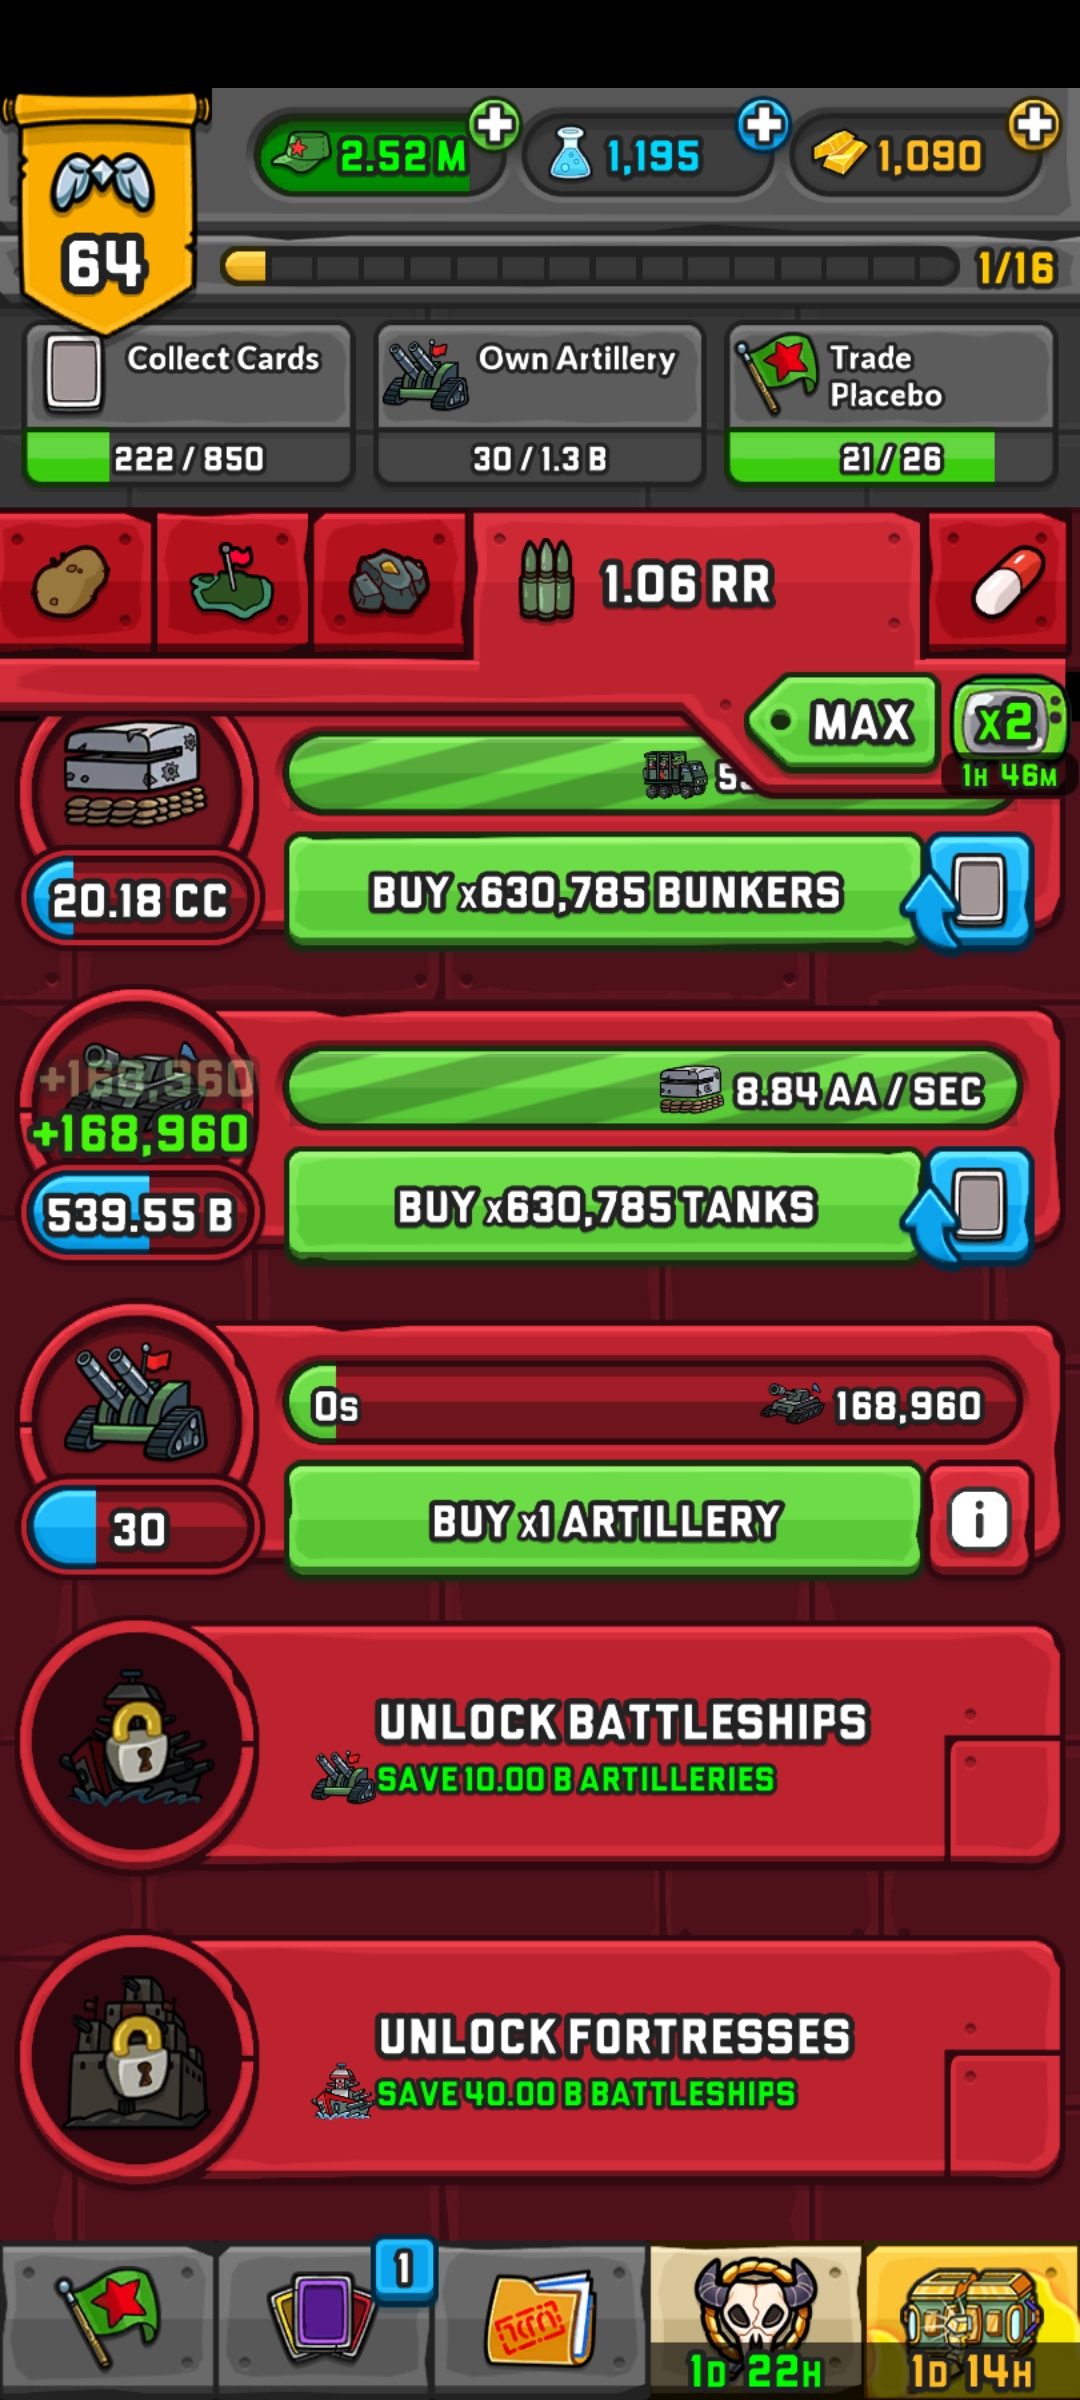 64
2.52 M
1,195
1,090
1/16
Collect Cards
222 / 850
Own Artillery
30 / 1.3 B
Trade
Placebo
21 / 26
1.06 RR
MAX
x2
1H 46M
20.18 CC
BUY x630,785 BUNKERS
+168,960
+168,960
539.55 B
8.84 AA / SEC
BUY x630,785 TANKS
0s
168,960
30
BUY x1 ARTILLERY
i
UNLOCK BATTLESHIPS
SAVE 10.00 B ARTILLERIES
UNLOCK FORTRESSES
SAVE 40.00 B BATTLESHIPS
1
1D 22H
1D 14H